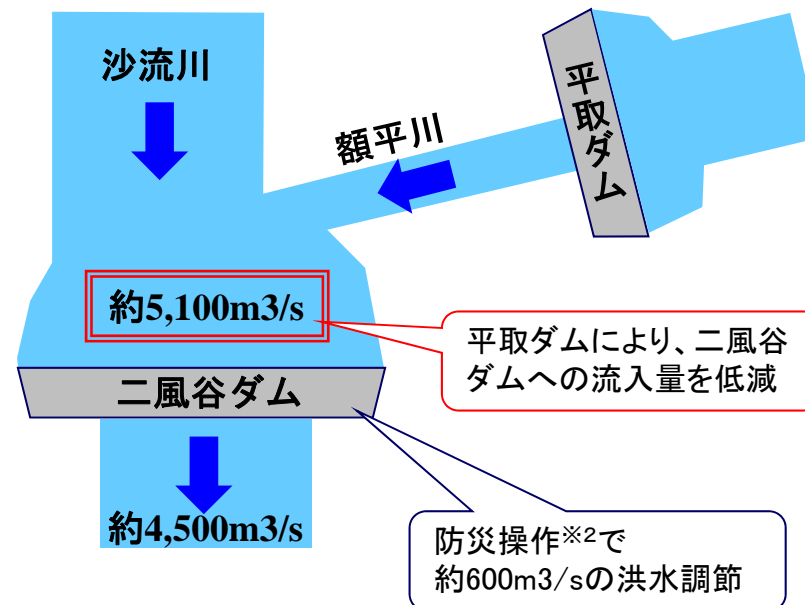 沙流川
額平川
平取ダム
約5,100m3/s
平取ダムにより、二風谷
ダムへの流入量を低減
二風谷ダム
約4,500m3/s
防災操作※2で
約600m3/sの洪水調節